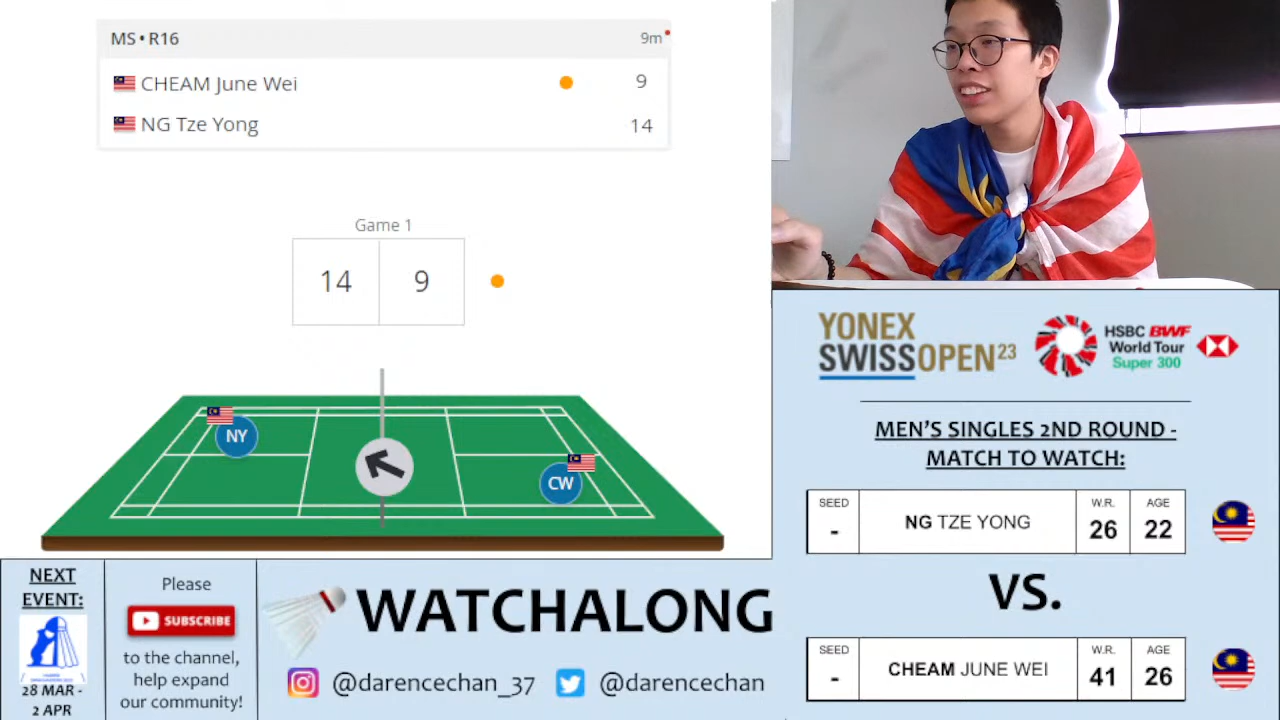 MS • R16
9m
CHEAM June Wei
9
NG Tze Yong
14
Game 1
14 9
NY
CW
YONEX
SWISSOPEN23
HSBC BWF
World Tour
Super 300
MEN'S SINGLES 2ND ROUND -
MATCH TO WATCH:
SEED W.R. AGE
- NG TZE YONG 26 22
VS.
SEED W.R. AGE
- CHEAM JUNE WEI 41 26
NEXT
EVENT:
28 MAR -
2 APR
Please
SUBSCRIBE
to the channel,
help expand
our community!
WATCHALONG
@darencechan_37 @darencechan